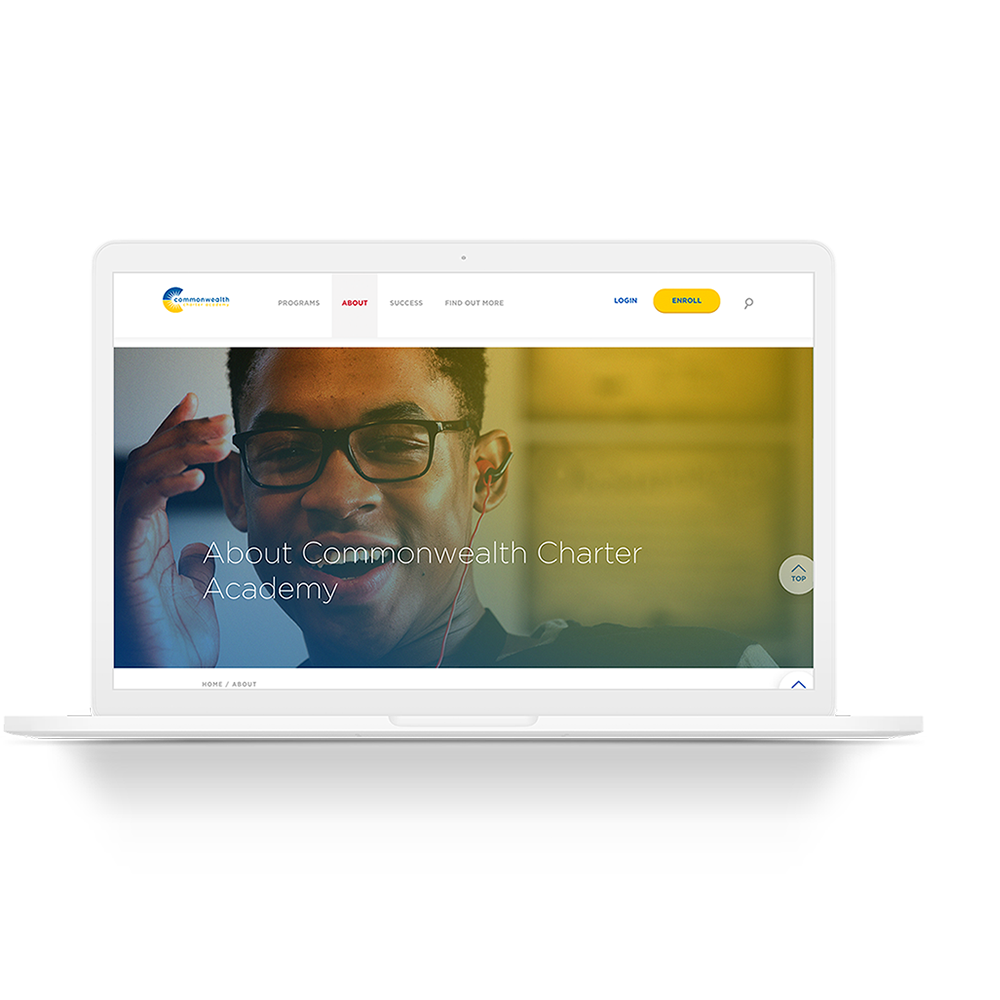 commonwealth
charter academy
PROGRAMS
ABOUT
SUCCESS
FIND OUT MORE
LOGIN
ENROLL
About Commonwealth Charter
Academy
TOP
HOME / ABOUT